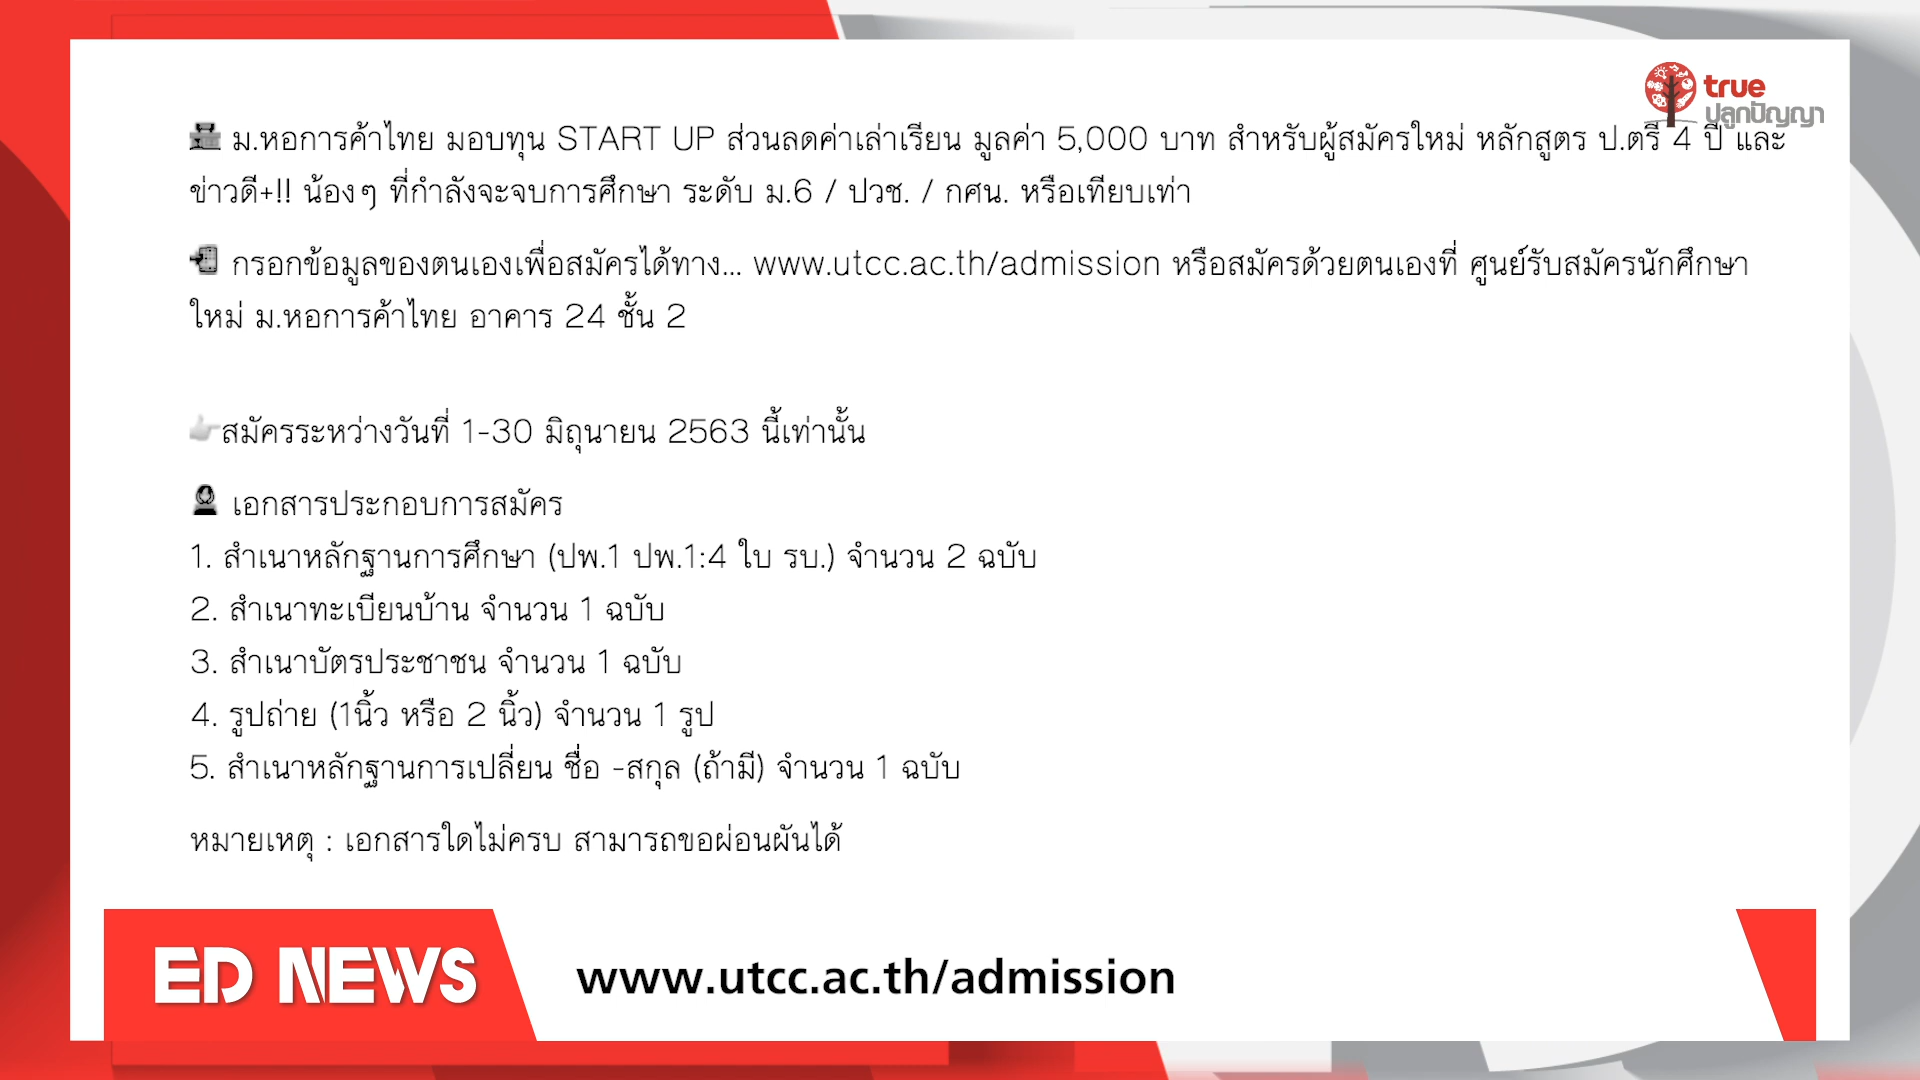 true
ปลูกปัญญา
ม.หอการค้าไทย มอบทุน START UP ส่วนลดค่าเล่าเรียน มูลค่า 5,000 บาท สำหรับผู้สมัครใหม่ หลักสูตร ป.ตรี 4 ปี และ
ข่าวดี+!! น้องๆ ที่กำลังจะจบการศึกษา ระดับ ม.6 / ปวช. / กศน. หรือเทียบเท่า
กรอกข้อมูลของตนเองเพื่อสมัครได้ทาง... www.utcc.ac.th/admission หรือสมัครด้วยตนเองที่ ศูนย์รับสมัครนักศึกษา
ใหม่ ม.หอการค้าไทย อาคาร 24 ชั้น 2
สมัครระหว่างวันที่ 1-30 มิถุนายน 2563 นี้เท่านั้น
เอกสารประกอบการสมัคร
1. สำเนาหลักฐานการศึกษา (ปพ.1 ปพ.1:4 ใบ รบ.) จำนวน 2 ฉบับ
2. สำเนาทะเบียนบ้าน จำนวน 1 ฉบับ
3. สำเนาบัตรประชาชน จำนวน 1 ฉบับ
4. รูปถ่าย (1นิ้ว หรือ 2 นิ้ว) จำนวน 1 รูป
5. สำเนาหลักฐานการเปลี่ยน ชื่อ -สกุล (ถ้ามี) จำนวน 1 ฉบับ
หมายเหตุ : เอกสารใดไม่ครบ สามารถขอผ่อนผันได้
ED NEWS
www.utcc.ac.th/admission